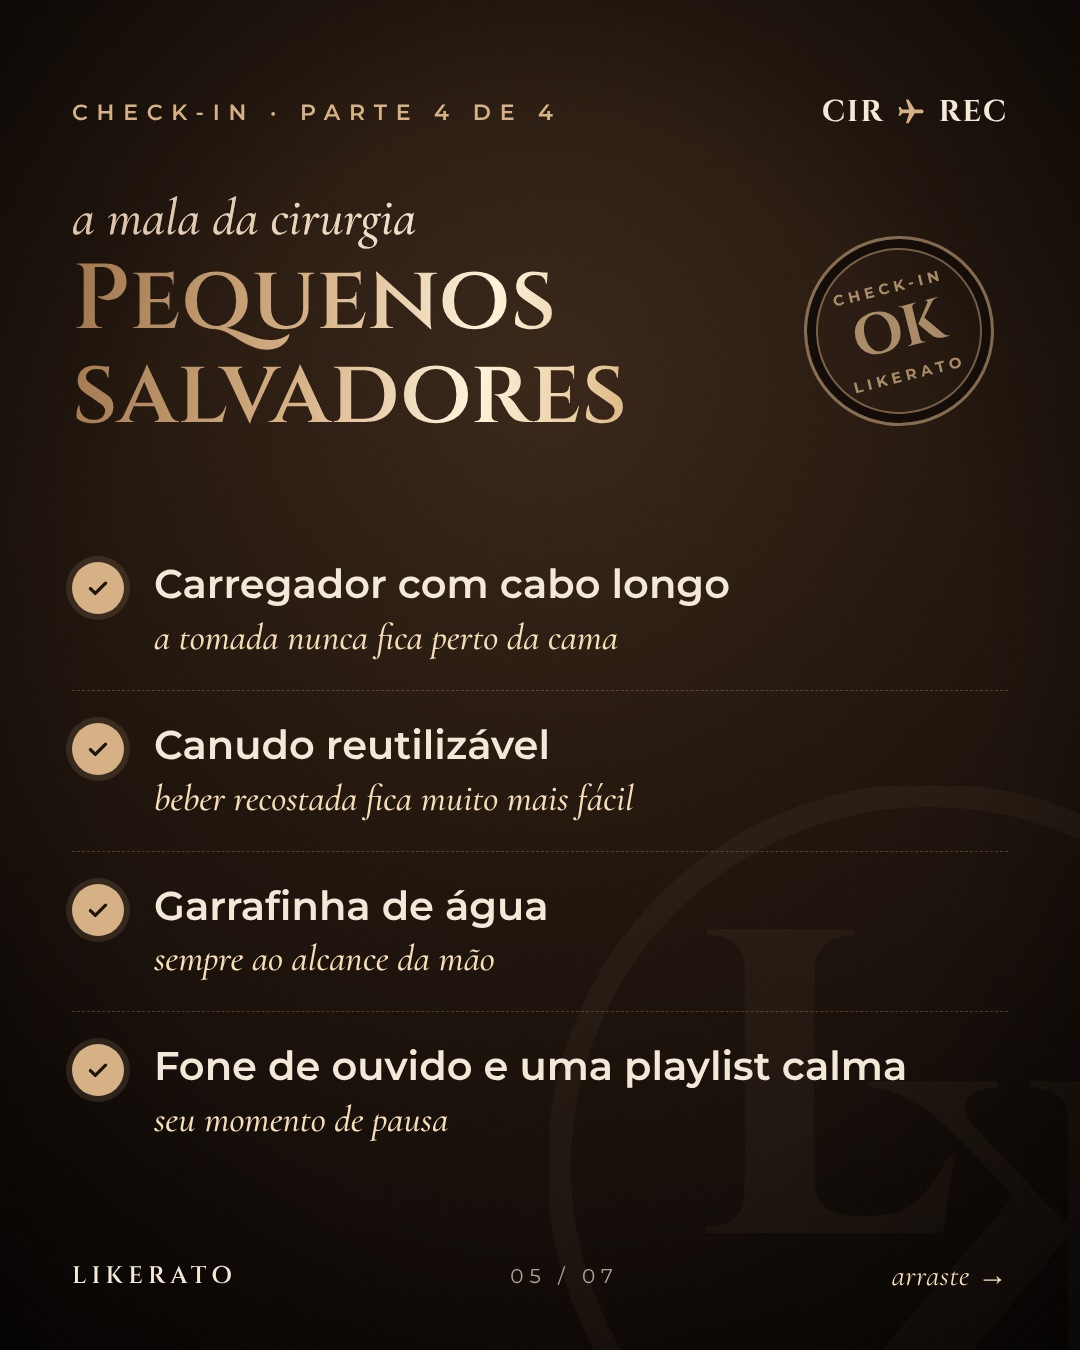 CHECK-IN · PARTE 4 DE 4
CIR ✈ REC
a mala da cirurgia
PEQUENOS
SALVADORES
CHECK-IN
OK
LIKERATO
Carregador com cabo longo
a tomada nunca fica perto da cama
Canudo reutilizável
beber recostada fica muito mais fácil
Garrafinha de água
sempre ao alcance da mão
Fone de ouvido e uma playlist calma
seu momento de pausa
LIKERATO
05 / 07
arraste →